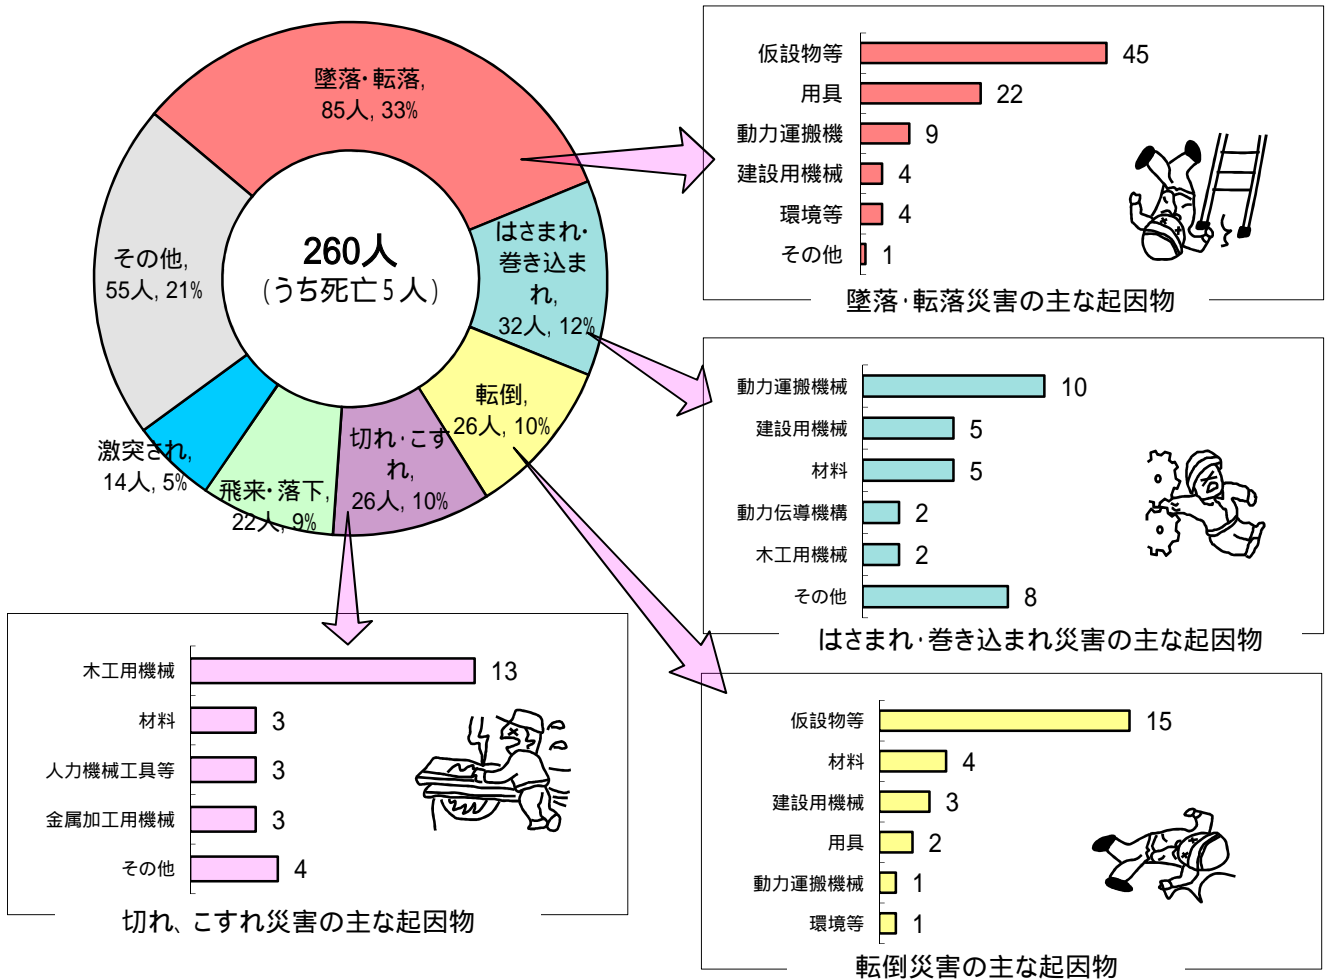 墜落・転落,
85人, 33%
はさまれ・
巻き込ま
れ,
32人, 12%
転倒,
26人, 10%
切れ・こす
れ,
26人, 10%
飛来・落下,
22人, 9%
激突され,
14人, 5%
その他,
55人, 21%
260人
(うち死亡5人)
仮設物等 45
用具 22
動力運搬機 9
建設用機械 4
環境等 4
その他 1
墜落・転落災害の主な起因物
動力運搬機械 10
建設用機械 5
材料 5
動力伝導機構 2
木工用機械 2
その他 8
はさまれ・巻き込まれ災害の主な起因物
木工用機械 13
材料 3
人力機械工具等 3
金属加工用機械 3
その他 4
切れ、こすれ災害の主な起因物
仮設物等 15
材料 4
建設用機械 3
用具 2
動力運搬機械 1
環境等 1
転倒災害の主な起因物